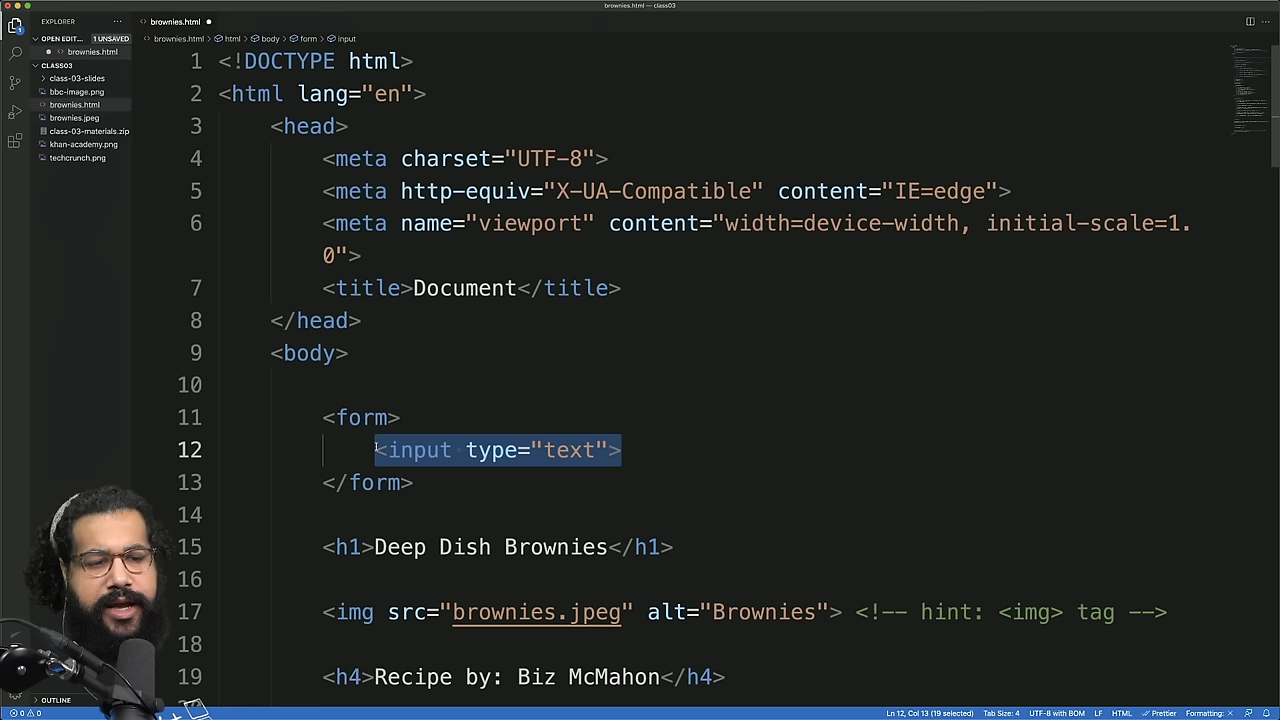 brownies.html — class03
EXPLORER
brownies.html
OPEN EDIT... 1 UNSAVED
brownies.html > html > body > form > input
brownies.html
CLASS03
class-03-slides
bbc-image.png
brownies.html
brownies.jpeg
class-03-materials.zip
khan-academy.png
techcrunch.png
1 <!DOCTYPE html>
2 <html lang="en">
3 <head>
4 <meta charset="UTF-8">
5 <meta http-equiv="X-UA-Compatible" content="IE=edge">
6 <meta name="viewport" content="width=device-width, initial-scale=1.
0">
7 <title>Document</title>
8 </head>
9 <body>
10
11 <form>
12 <input type="text">
13 </form>
14
15 <h1>Deep Dish Brownies</h1>
16
17 <img src="brownies.jpeg" alt="Brownies"> <!-- hint: <img> tag -->
18
19 <h4>Recipe by: Biz McMahon</h4>
OUTLINE
0 0 Ln 12, Col 13 (19 selected) Tab Size: 4 UTF-8 with BOM LF HTML Prettier Formatting: ×